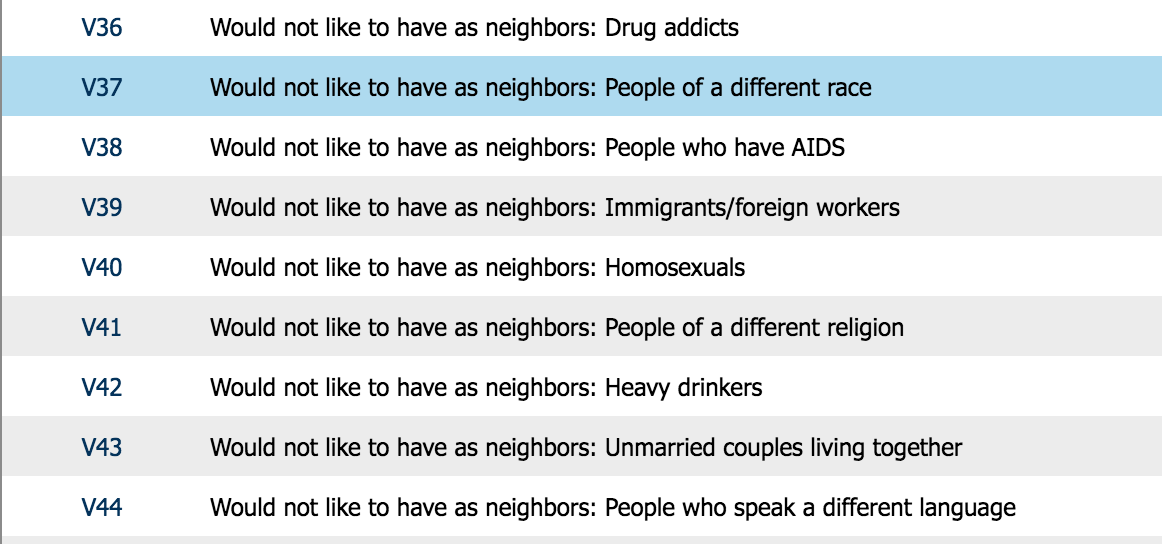 V36 Would not like to have as neighbors: Drug addicts
V37 Would not like to have as neighbors: People of a different race
V38 Would not like to have as neighbors: People who have AIDS
V39 Would not like to have as neighbors: Immigrants/foreign workers
V40 Would not like to have as neighbors: Homosexuals
V41 Would not like to have as neighbors: People of a different religion
V42 Would not like to have as neighbors: Heavy drinkers
V43 Would not like to have as neighbors: Unmarried couples living together
V44 Would not like to have as neighbors: People who speak a different language